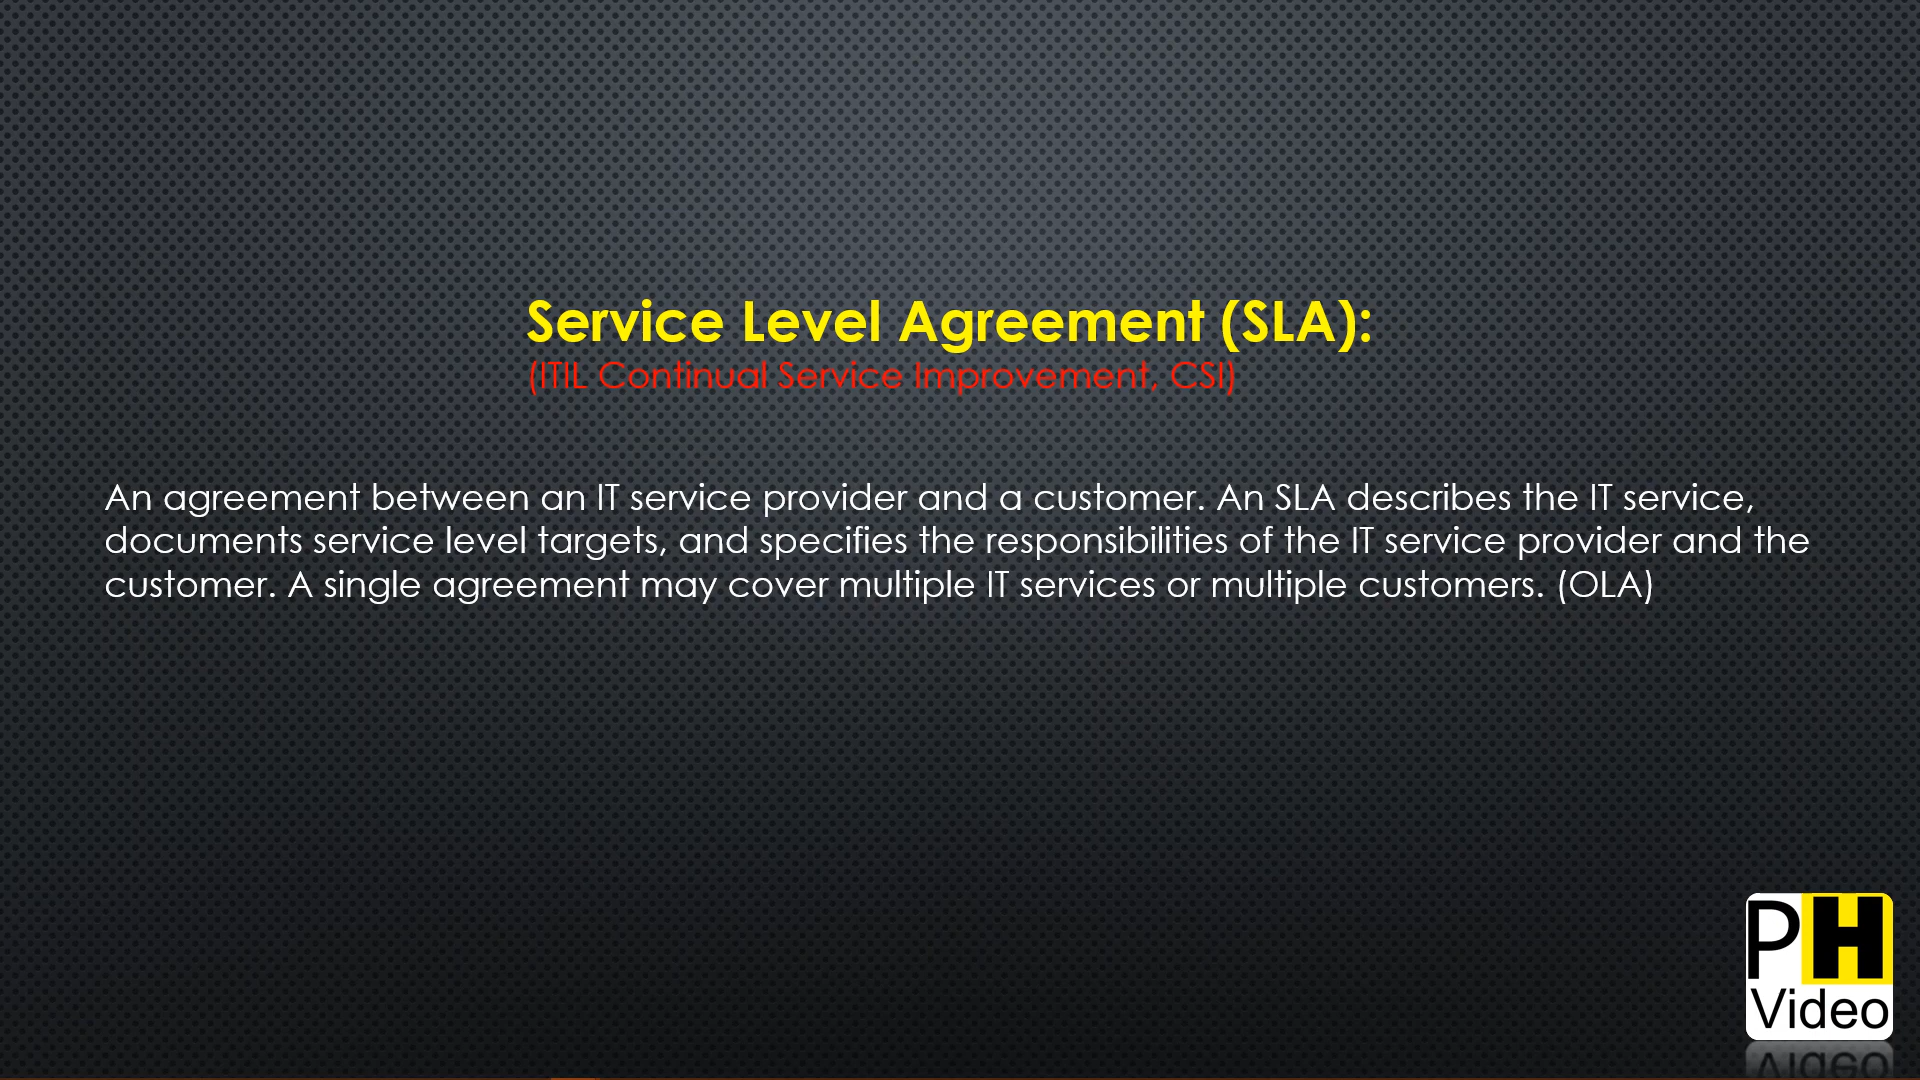 Service Level Agreement (SLA):
(ITIL Continual Service Improvement, CSI)
An agreement between an IT service provider and a customer. An SLA describes the IT service,
documents service level targets, and specifies the responsibilities of the IT service provider and the
customer. A single agreement may cover multiple IT services or multiple customers. (OLA)
PH
Video